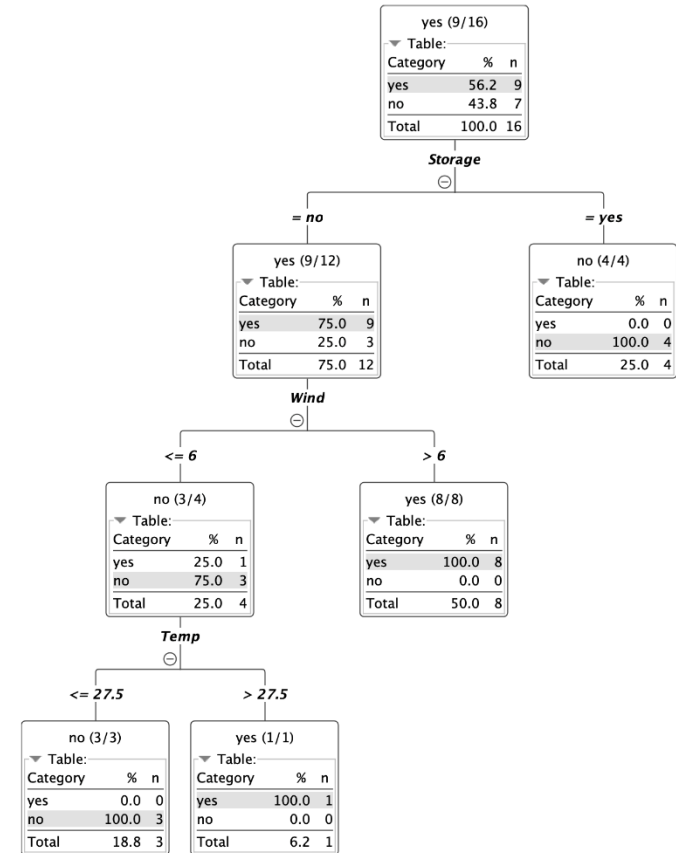 yes (9/16)
Table:
Category % n
yes 56.2 9
no 43.8 7
Total 100.0 16
Storage
= no
= yes
yes (9/12)
Table:
Category % n
yes 75.0 9
no 25.0 3
Total 75.0 12
no (4/4)
Table:
Category % n
yes 0.0 0
no 100.0 4
Total 25.0 4
Wind
<= 6
> 6
no (3/4)
Table:
Category % n
yes 25.0 1
no 75.0 3
Total 25.0 4
yes (8/8)
Table:
Category % n
yes 100.0 8
no 0.0 0
Total 50.0 8
Temp
<= 27.5
> 27.5
no (3/3)
Table:
Category % n
yes 0.0 0
no 100.0 3
Total 18.8 3
yes (1/1)
Table:
Category % n
yes 100.0 1
no 0.0 0
Total 6.2 1